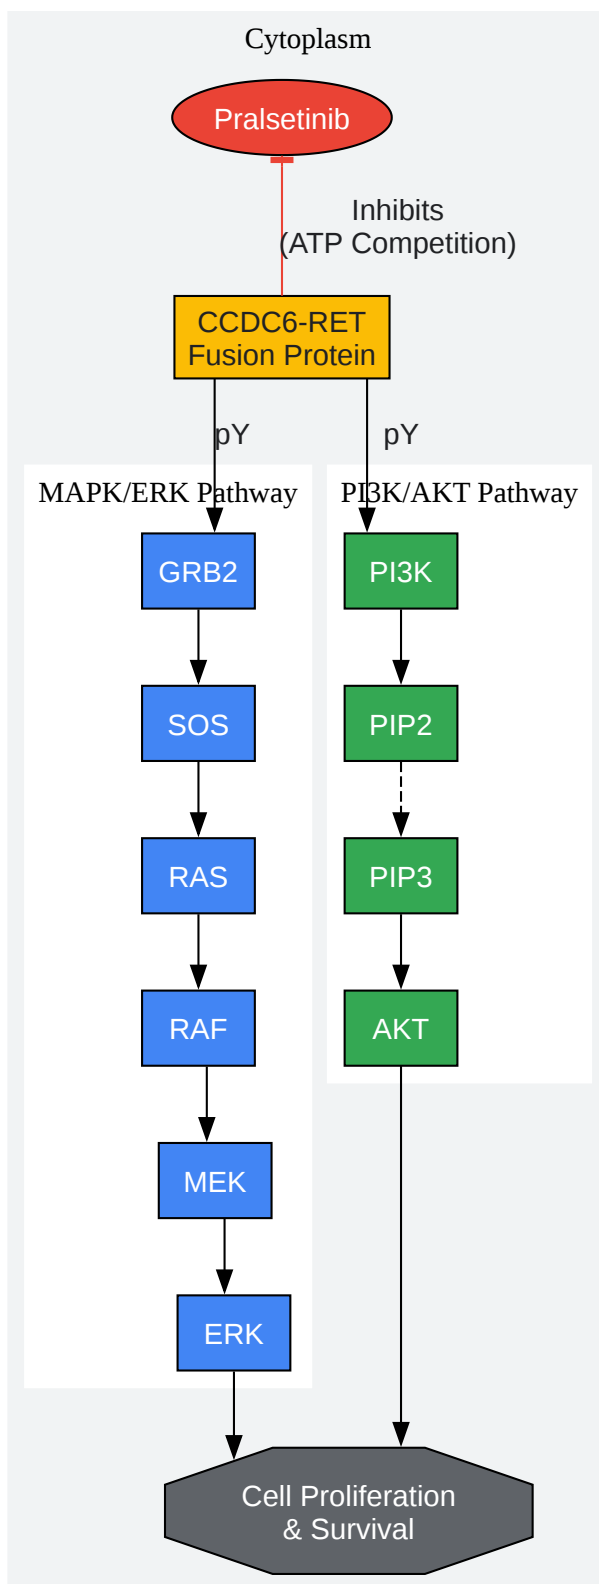 Cytoplasm
Pralsetinib
Inhibits
(ATP Competition)
CCDC6-RET
Fusion Protein
pY
pY
MAPK/ERK Pathway
PI3K/AKT Pathway
GRB2
PI3K
SOS
PIP2
RAS
PIP3
RAF
AKT
MEK
ERK
Cell Proliferation
& Survival